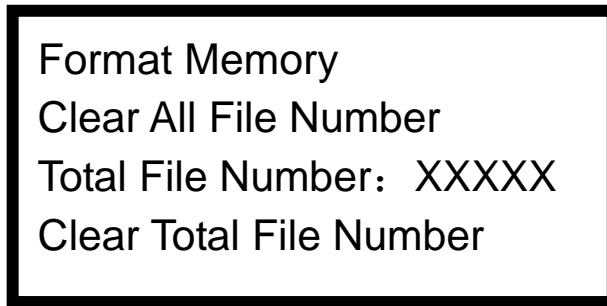 Format Memory
Clear All File Number
Total File Number：XXXXX
Clear Total File Number